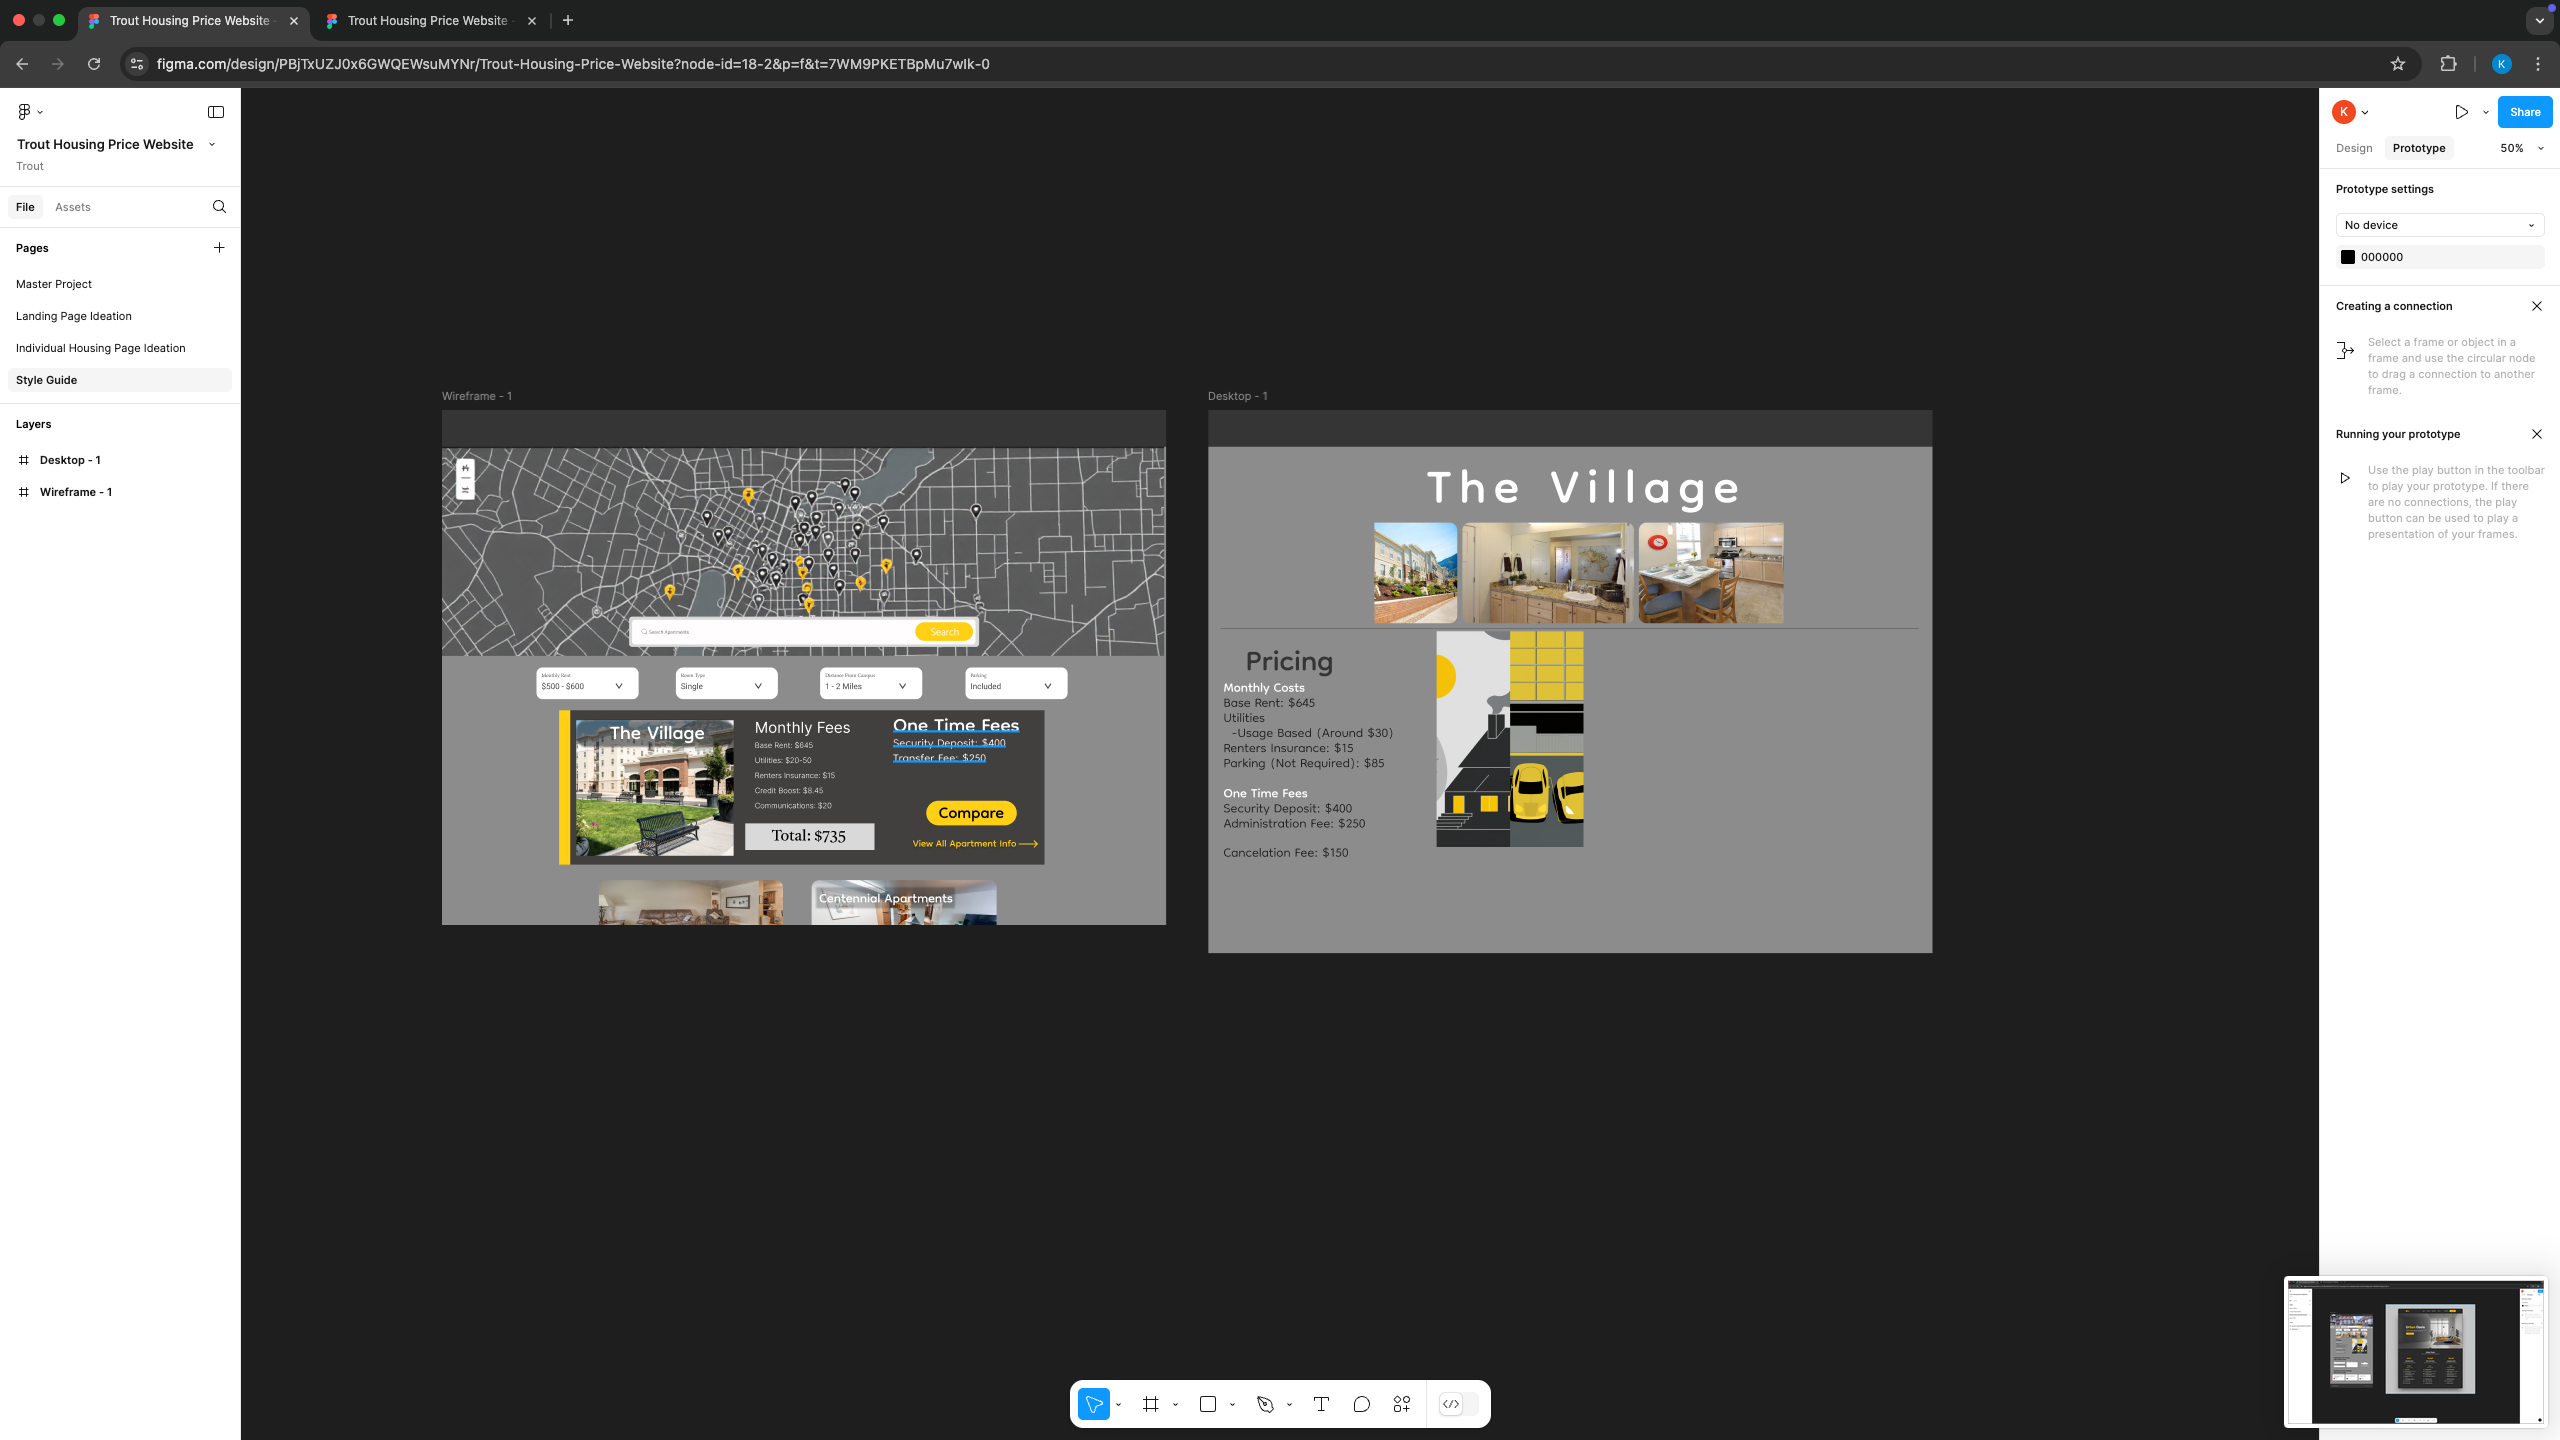 Trout Housing Price Website
Trout Housing Price Website
figma.com/design/PBjTxUZJ0x6GWQEWsuMYNr/Trout-Housing-Price-Website?node-id=18-2&p=f&t=7WM9PKETBpMu7wIk-0
K
Trout Housing Price Website
Trout
File
Assets
Pages
Master Project
Landing Page Ideation
Individual Housing Page Ideation
Style Guide
Layers
Desktop - 1
Wireframe - 1
Wireframe - 1
Search Apartments
Search
Monthly Rent
$500 - $600
Room Type
Single
Distance From Campus
1 - 2 Miles
Parking
Included
The Village
Monthly Fees
Base Rent: $645
Utilities: $20-50
Renters Insurance: $15
Credit Boost: $8.45
Communications: $20
Total: $735
One Time Fees
Security Deposit: $400
Transfer Fee: $250
Compare
View All Apartment Info
Centennial Apartments
Desktop - 1
The Village
Pricing
Monthly Costs
Base Rent: $645
Utilities
-Usage Based (Around $30)
Renters Insurance: $15
Parking (Not Required): $85
One Time Fees
Security Deposit: $400
Administration Fee: $250
Cancelation Fee: $150
K
Share
Design
Prototype
50%
Prototype settings
No device
000000
Creating a connection
Select a frame or object in a
frame and use the circular node
to drag a connection to another
frame.
Running your prototype
Use the play button in the toolbar
to play your prototype. If there
are no connections, the play
button can be used to play a
presentation of your frames.